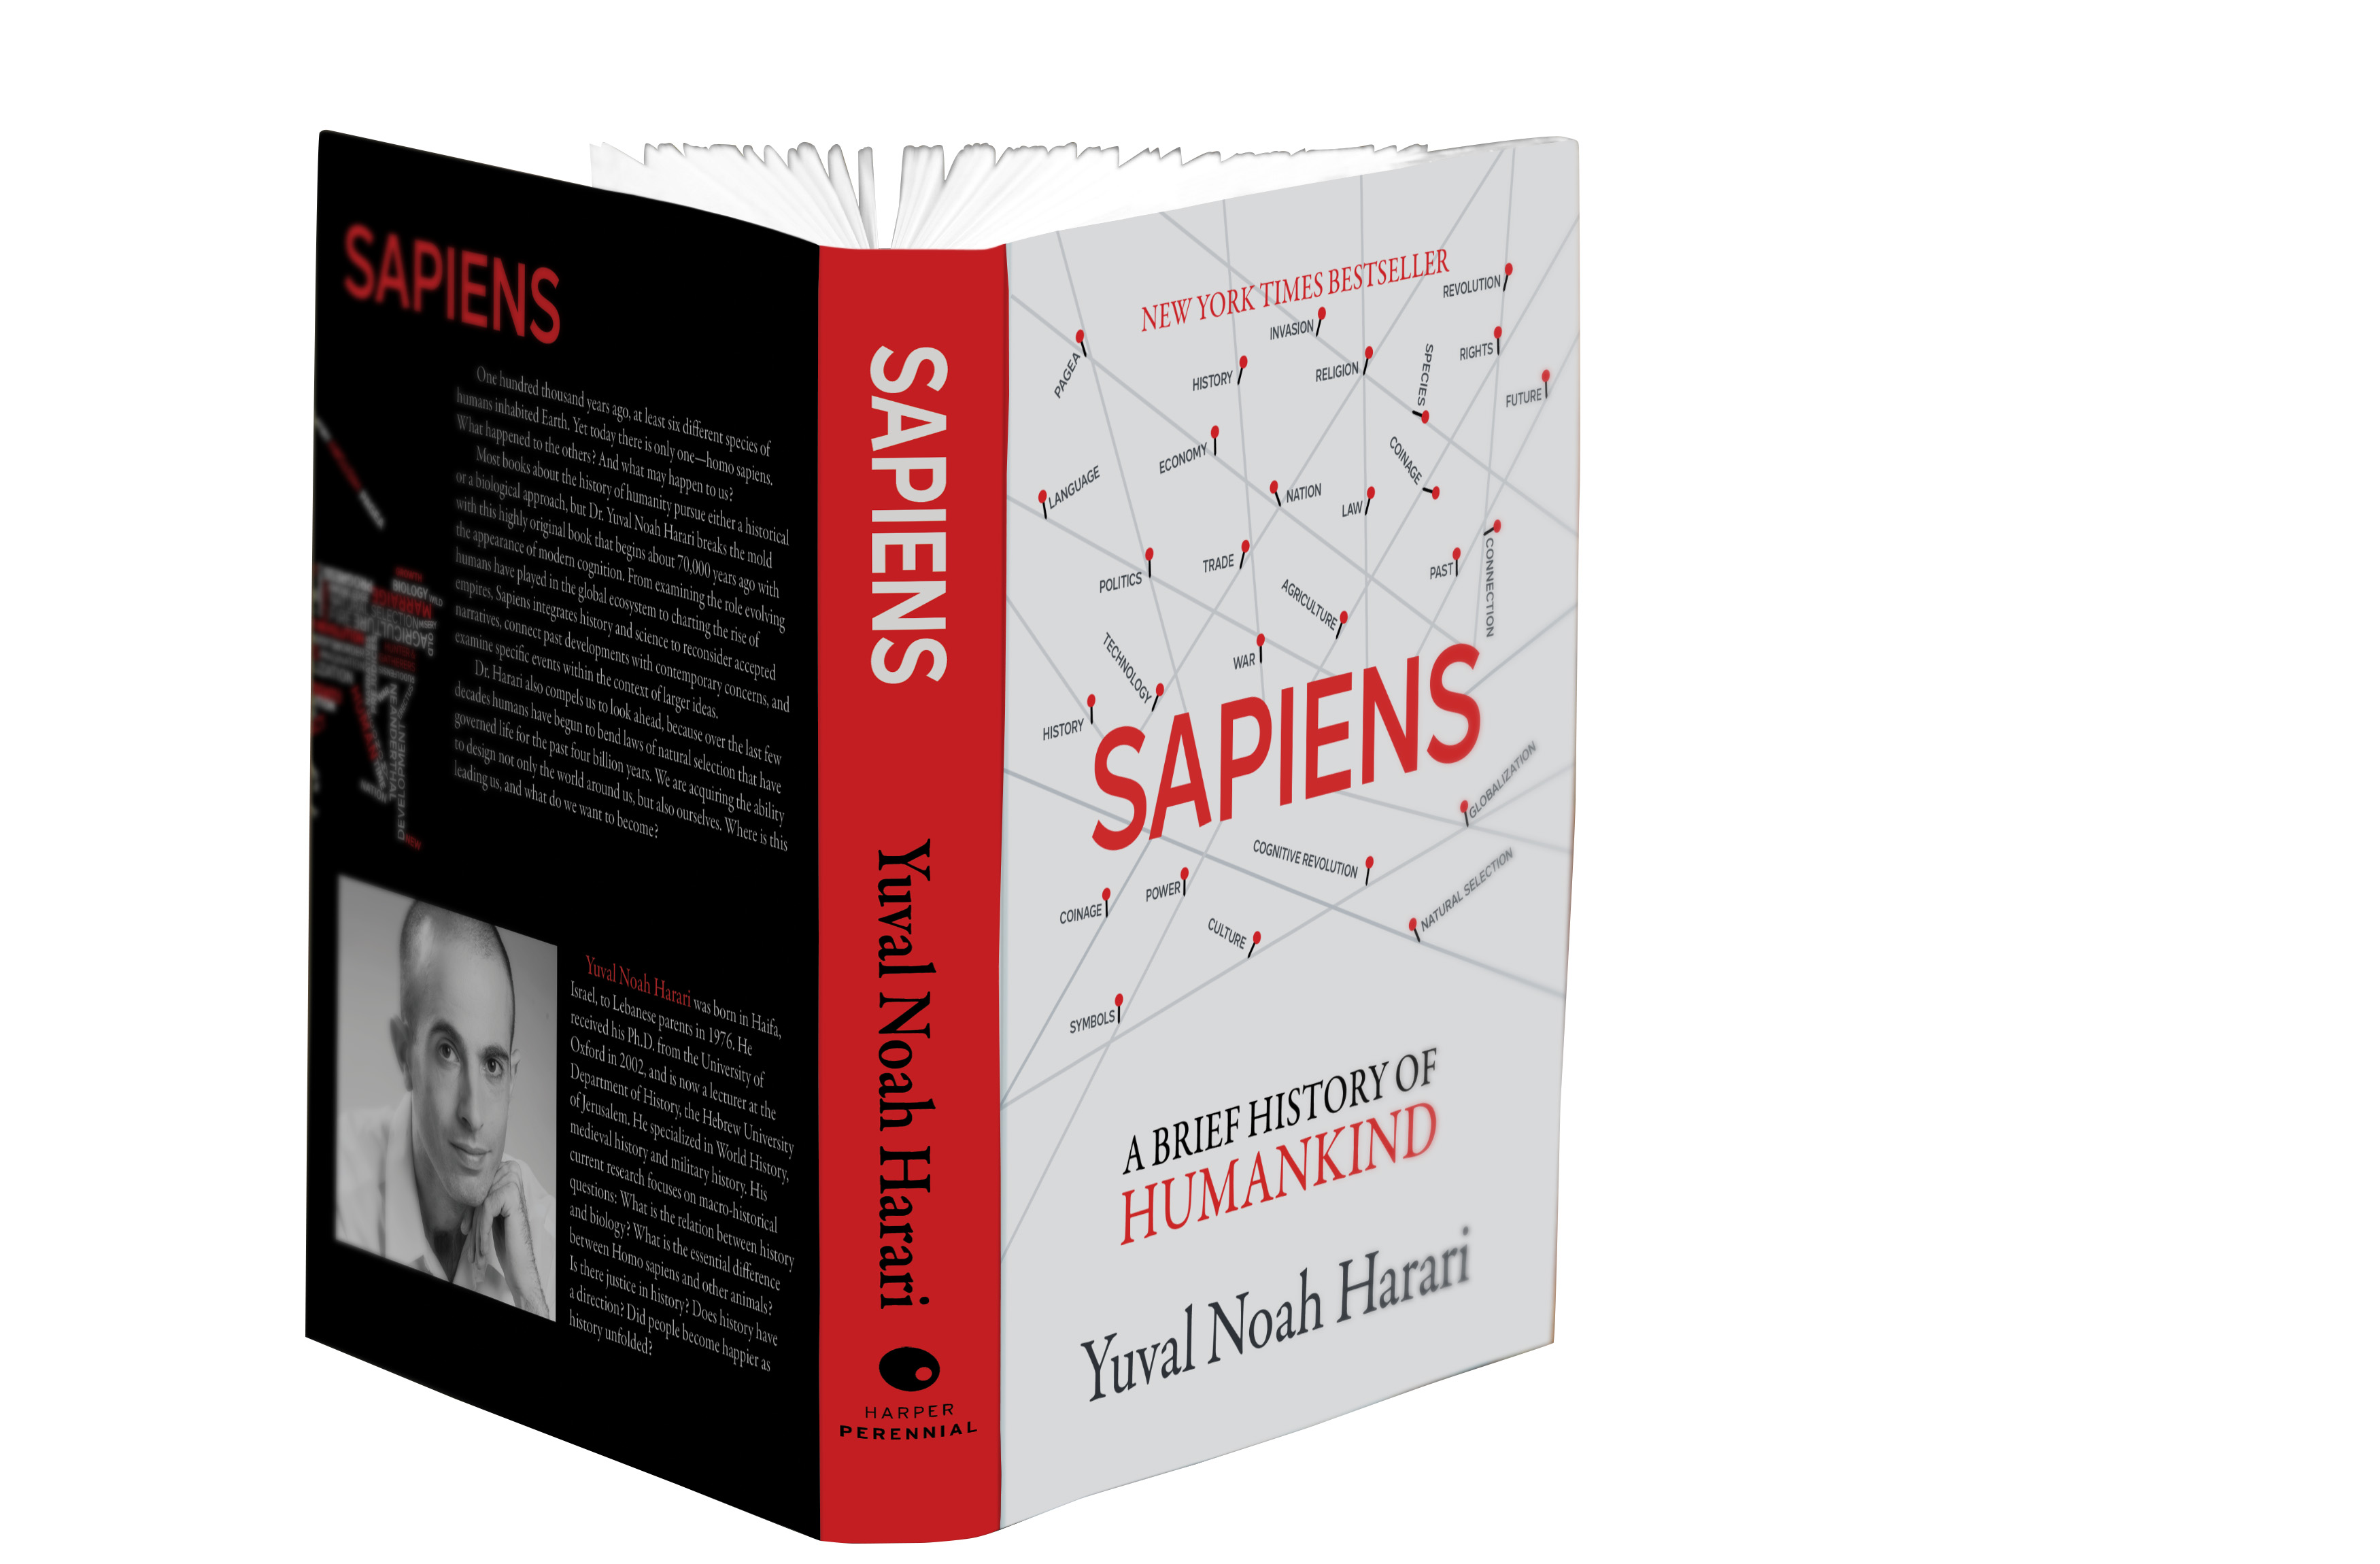 SAPIENS
One hundred thousand years ago, at least six different species of
humans inhabited Earth. Yet today there is only one—homo sapiens.
What happened to the others? And what may happen to us?
Most books about the history of humanity pursue either a historical
or a biological approach, but Dr. Yuval Noah Harari breaks the mold
with this highly original book that begins about 70,000 years ago with
the appearance of modern cognition. From examining the role evolving
humans have played in the global ecosystem to charting the rise of
empires, Sapiens integrates history and science to reconsider accepted
narratives, connect past developments with contemporary concerns, and
examine specific events within the context of larger ideas.
Dr. Harari also compels us to look ahead, because over the last few
decades humans have begun to bend laws of natural selection that have
governed life for the past four billion years. We are acquiring the ability
to design not only the world around us, but also ourselves. Where is this
leading us, and what do we want to become?
BIOLOGY
MARRAIGE
AGRICULTURE
OLD
NEANDERTHAL
DEVELOPMENT
NATION
NEW
Yuval Noah Harari was born in Haifa,
Israel, to Lebanese parents in 1976. He
received his Ph.D. from the University of
Oxford in 2002, and is now a lecturer at the
Department of History, the Hebrew University
of Jerusalem. He specialized in World History,
medieval history and military history. His
current research focuses on macro-historical
questions: What is the relation between history
and biology? What is the essential difference
between Homo sapiens and other animals?
Is there justice in history? Does history have
a direction? Did people become happier as
history unfolded?
SAPIENS
Yuval Noah Harari
HARPER
PERENNIAL
NEW YORK TIMES BESTSELLER
REVOLUTION
INVASION
PAGEA
HISTORY
RELIGION
SPECIES
RIGHTS
FUTURE
ECONOMY
COINAGE
LANGUAGE
NATION
LAW
POLITICS
TRADE
AGRICULTURE
PAST
CONNECTION
TECHNOLOGY
WAR
HISTORY
SAPIENS
GLOBALIZATION
COGNITIVE REVOLUTION
NATURAL SELECTION
COINAGE
POWER
CULTURE
SYMBOLS
A BRIEF HISTORY OF
HUMANKIND
Yuval Noah Harari